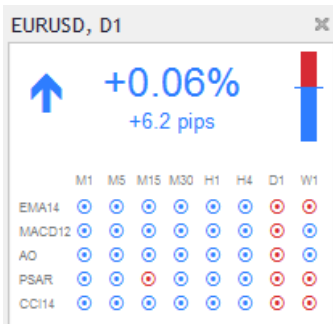 EURUSD, D1
+0.06%
+6.2 pips
M1 M5 M15 M30 H1 H4 D1 W1
EMA14
MACD12
AO
PSAR
CCI14